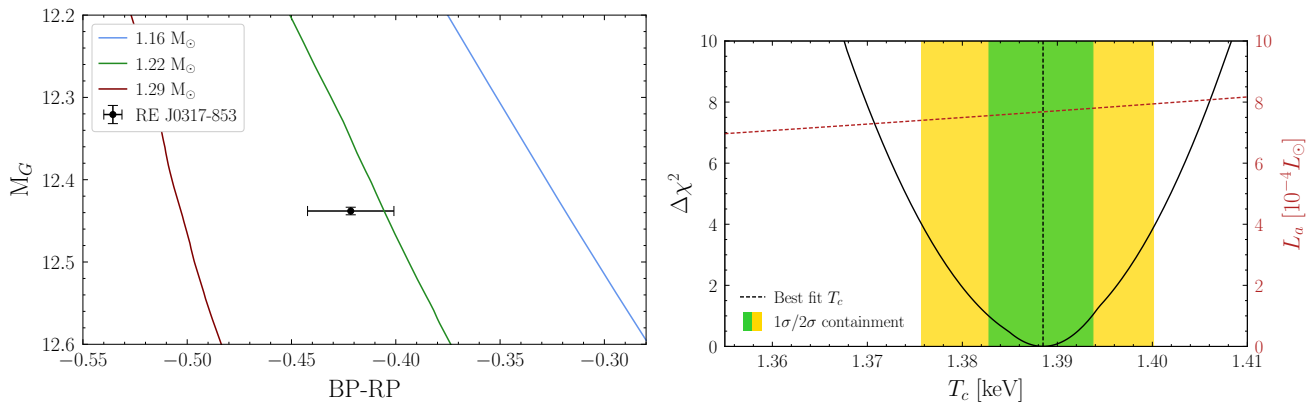 12.2
12.3
12.4
12.5
12.6
M_G
−0.55
−0.50
−0.45
−0.40
−0.35
−0.30
BP-RP
1.16 M⊙
1.22 M⊙
1.29 M⊙
RE J0317-853
10
8
6
4
2
0
Δχ²
1.36
1.37
1.38
1.39
1.40
1.41
T_c [keV]
Best fit T_c
1σ/2σ containment
10
8
6
4
2
0
L_a [10⁻⁴L⊙]